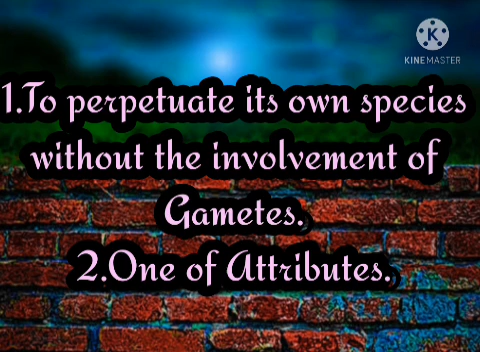 KINEMASTER
1.To perpetuate its own species
without the involvement of
Gametes.
2.One of Attributes.